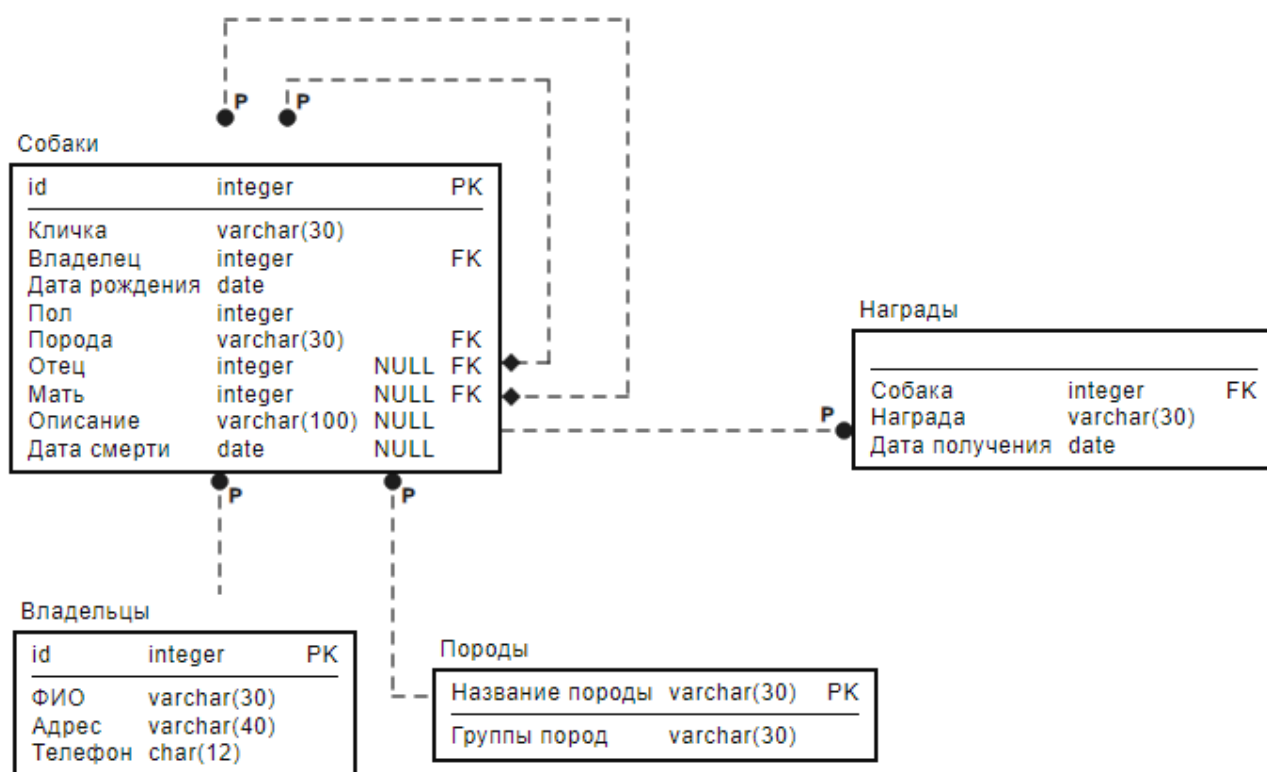 P P
Собаки
id integer PK
Кличка varchar(30)
Владелец integer FK
Дата рождения date
Пол integer
Порода varchar(30) FK
Отец integer NULL FK
Мать integer NULL FK
Описание varchar(100) NULL
Дата смерти date NULL
P P
P
Награды
Собака integer FK
Награда varchar(30)
Дата получения date
Владельцы
id integer PK
ФИО varchar(30)
Адрес varchar(40)
Телефон char(12)
Породы
Название породы varchar(30) PK
Группы пород varchar(30)